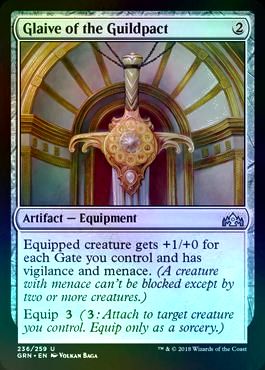 Glaive of the Guildpact 2
Artifact — Equipment
Equipped creature gets +1/+0 for
each Gate you control and has
vigilance and menace. (A creature
with menace can't be blocked except by
two or more creatures.)
Equip 3 (3: Attach to target creature
you control. Equip only as a sorcery.)
236/259 U
GRN • EN Volkan Baga
™ & © 2018 Wizards of the Coast